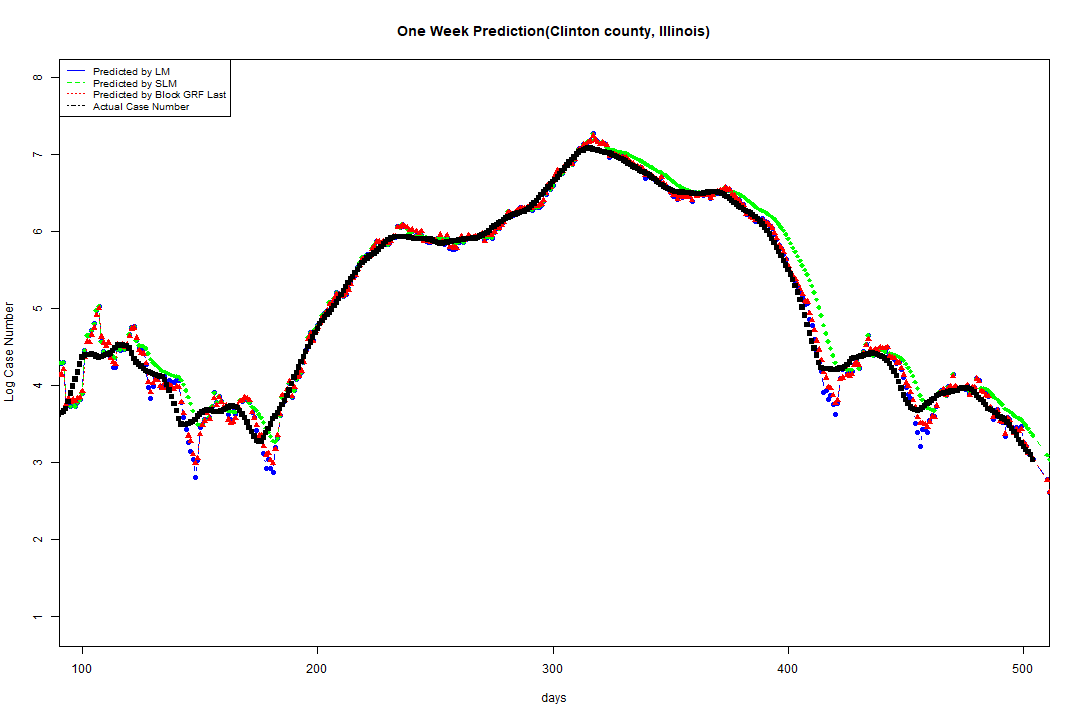 One Week Prediction(Clinton county, Illinois)
Predicted by LM
Predicted by SLM
Predicted by Block GRF Last
Actual Case Number
8
7
6
5
4
3
2
1
Log Case Number
100 200 300 400 500
days